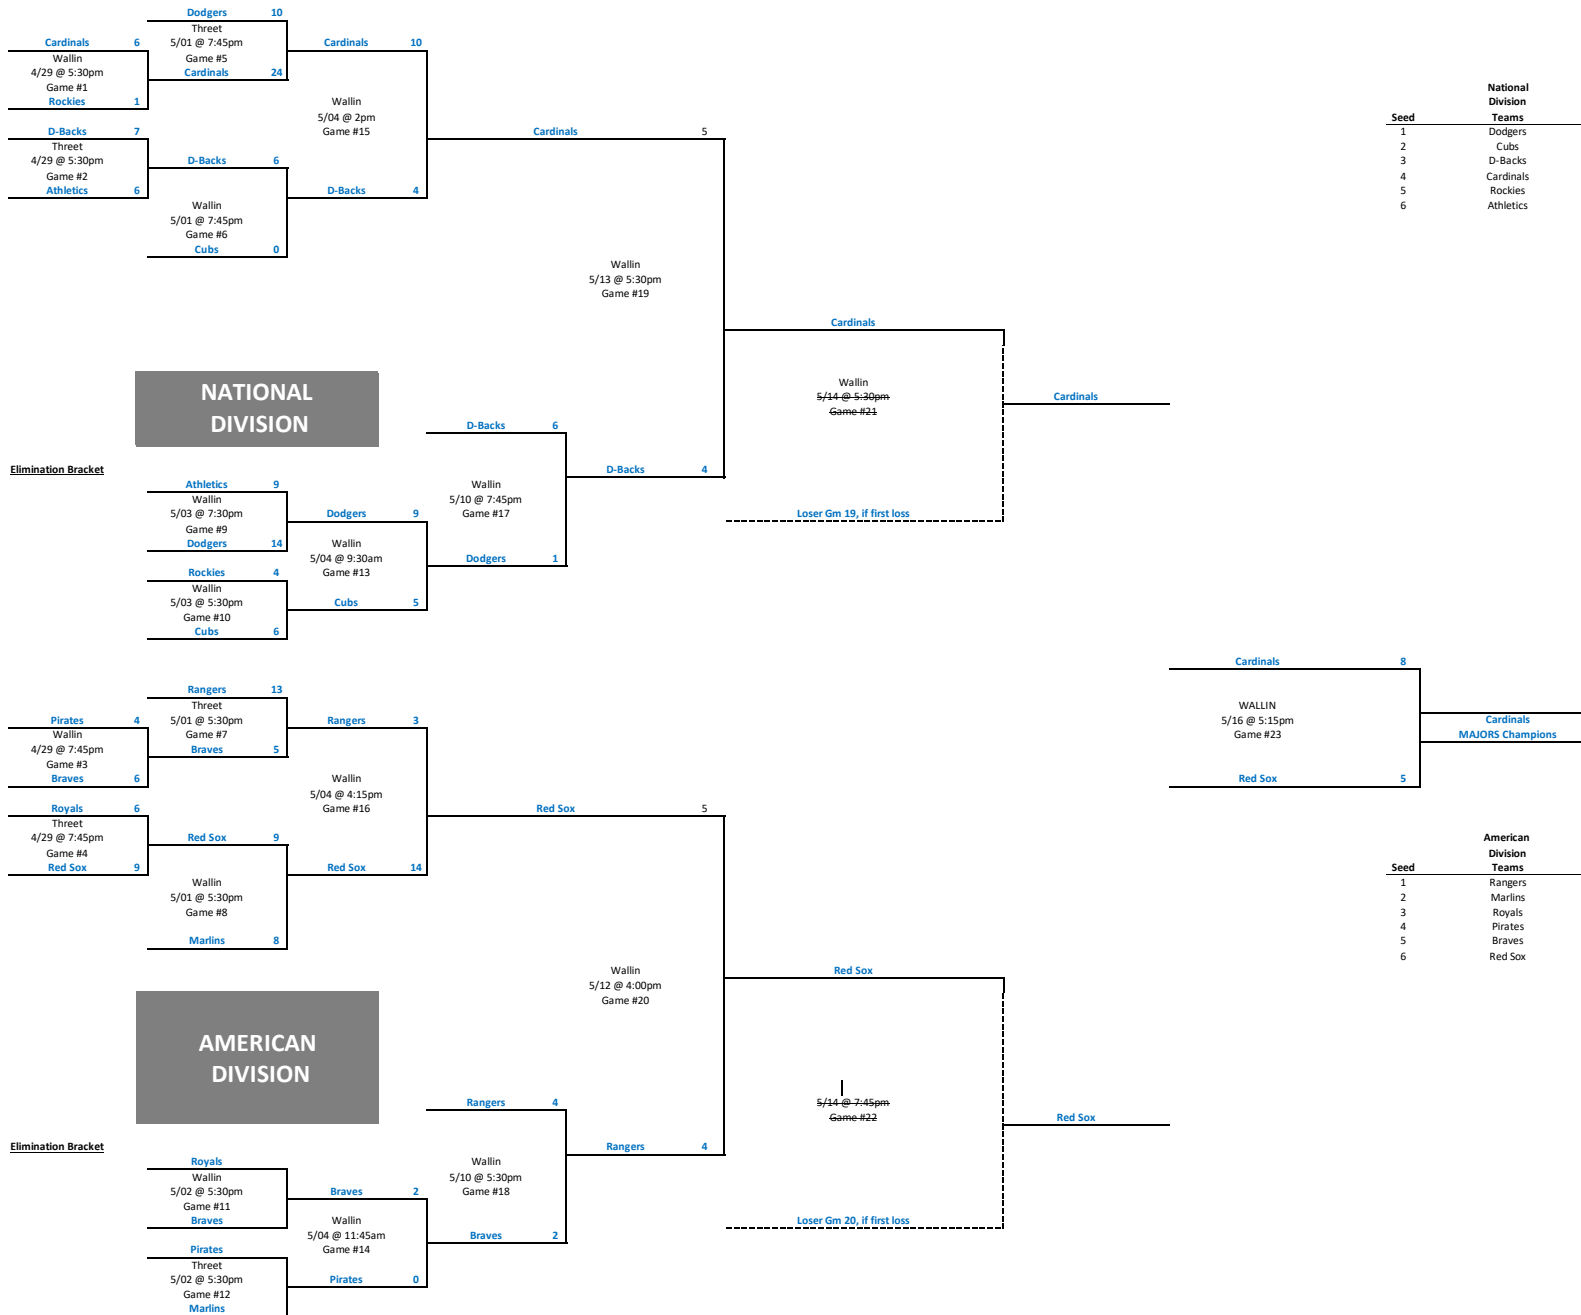 Dodgers 10
Threet
5/01 @ 7:45pm
Game #5
Cardinals 24
Cardinals 6
Wallin
4/29 @ 5:30pm
Game #1
Rockies 1
Cardinals 10
Wallin
5/04 @ 2pm
Game #15
D-Backs 4
D-Backs 7
Threet
4/29 @ 5:30pm
Game #2
Athletics 6
D-Backs 6
Wallin
5/01 @ 7:45pm
Game #6
Cubs 0
Cardinals 5
Wallin
5/13 @ 5:30pm
Game #19
D-Backs 4
Cardinals
Wallin
5/14 @ 5:30pm
Game #21
Loser Gm 19, if first loss
Cardinals
National
Division
Seed Teams
1 Dodgers
2 Cubs
3 D-Backs
4 Cardinals
5 Rockies
6 Athletics
NATIONAL
DIVISION
Elimination Bracket
Athletics 9
Wallin
5/03 @ 7:30pm
Game #9
Dodgers 14
Rockies 4
Wallin
5/03 @ 5:30pm
Game #10
Cubs 6
Dodgers 9
Wallin
5/04 @ 9:30am
Game #13
Cubs 5
D-Backs 6
Wallin
5/10 @ 7:45pm
Game #17
Dodgers 1
Cardinals 8
WALLIN
5/16 @ 5:15pm
Game #23
Red Sox 5
Cardinals
MAJORS Champions
Rangers 13
Threet
5/01 @ 5:30pm
Game #7
Braves 5
Pirates 4
Wallin
4/29 @ 7:45pm
Game #3
Braves 6
Rangers 3
Wallin
5/04 @ 4:15pm
Game #16
Red Sox 14
Royals 6
Threet
4/29 @ 7:45pm
Game #4
Red Sox 9
Red Sox 9
Wallin
5/01 @ 5:30pm
Game #8
Marlins 8
Red Sox 5
Wallin
5/12 @ 4:00pm
Game #20
Rangers 4
Red Sox
5/14 @ 7:45pm
Game #22
Loser Gm 20, if first loss
Red Sox
American
Division
Seed Teams
1 Rangers
2 Marlins
3 Royals
4 Pirates
5 Braves
6 Red Sox
AMERICAN
DIVISION
Elimination Bracket
Royals
Wallin
5/02 @ 5:30pm
Game #11
Braves
Pirates
Threet
5/02 @ 5:30pm
Game #12
Marlins
Braves 2
Wallin
5/04 @ 11:45am
Game #14
Pirates 0
Rangers 4
Wallin
5/10 @ 5:30pm
Game #18
Braves 2